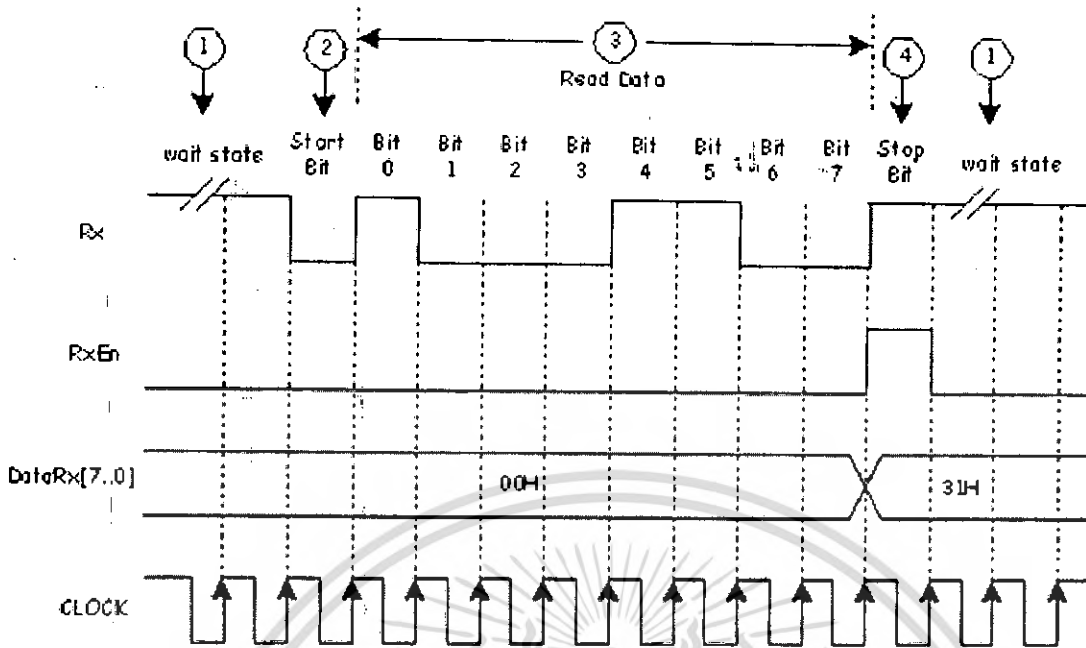 1 2 3 4 1
Read Data
wait state Start Bit Bit Bit Bit Bit Bit Bit Bit Stop wait state
Bit 0 1 2 3 4 5 6 7 Bit
Rx
RxEn
DataRx[7..0] 00H 31H
CLOCK